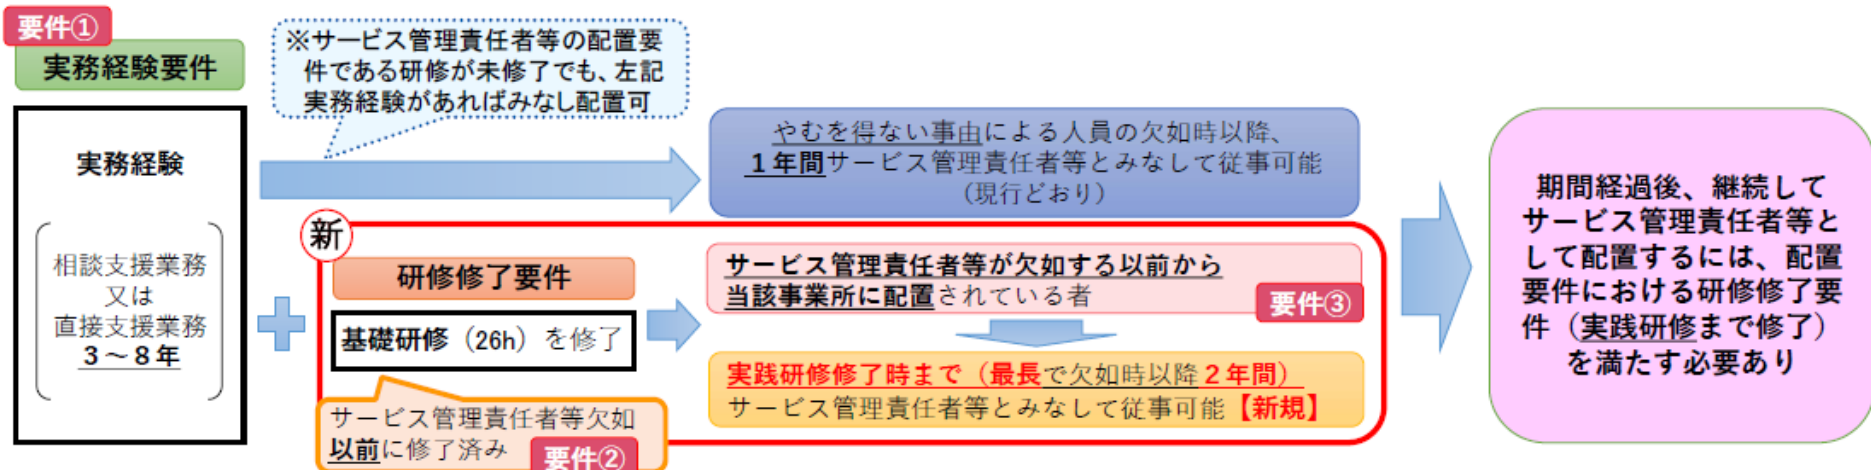 要件①
実務経験要件
実務経験
相談支援業務
又は
直接支援業務
3～8年
※サービス管理責任者等の配置要
件である研修が未修了でも、左記
実務経験があればみなし配置可
やむを得ない事由による人員の欠如時以降、
1年間サービス管理責任者等とみなして従事可能
（現行どおり）
新
研修修了要件
基礎研修（26h）を修了
サービス管理責任者等欠如
以前に修了済み
要件②
サービス管理責任者等が欠如する以前から
当該事業所に配置されている者
要件③
実践研修修了時まで（最長で欠如時以降２年間）
サービス管理責任者等とみなして従事可能【新規】
期間経過後、継続して
サービス管理責任者等と
して配置するには、配置
要件における研修修了要
件（実践研修まで修了）
を満たす必要あり